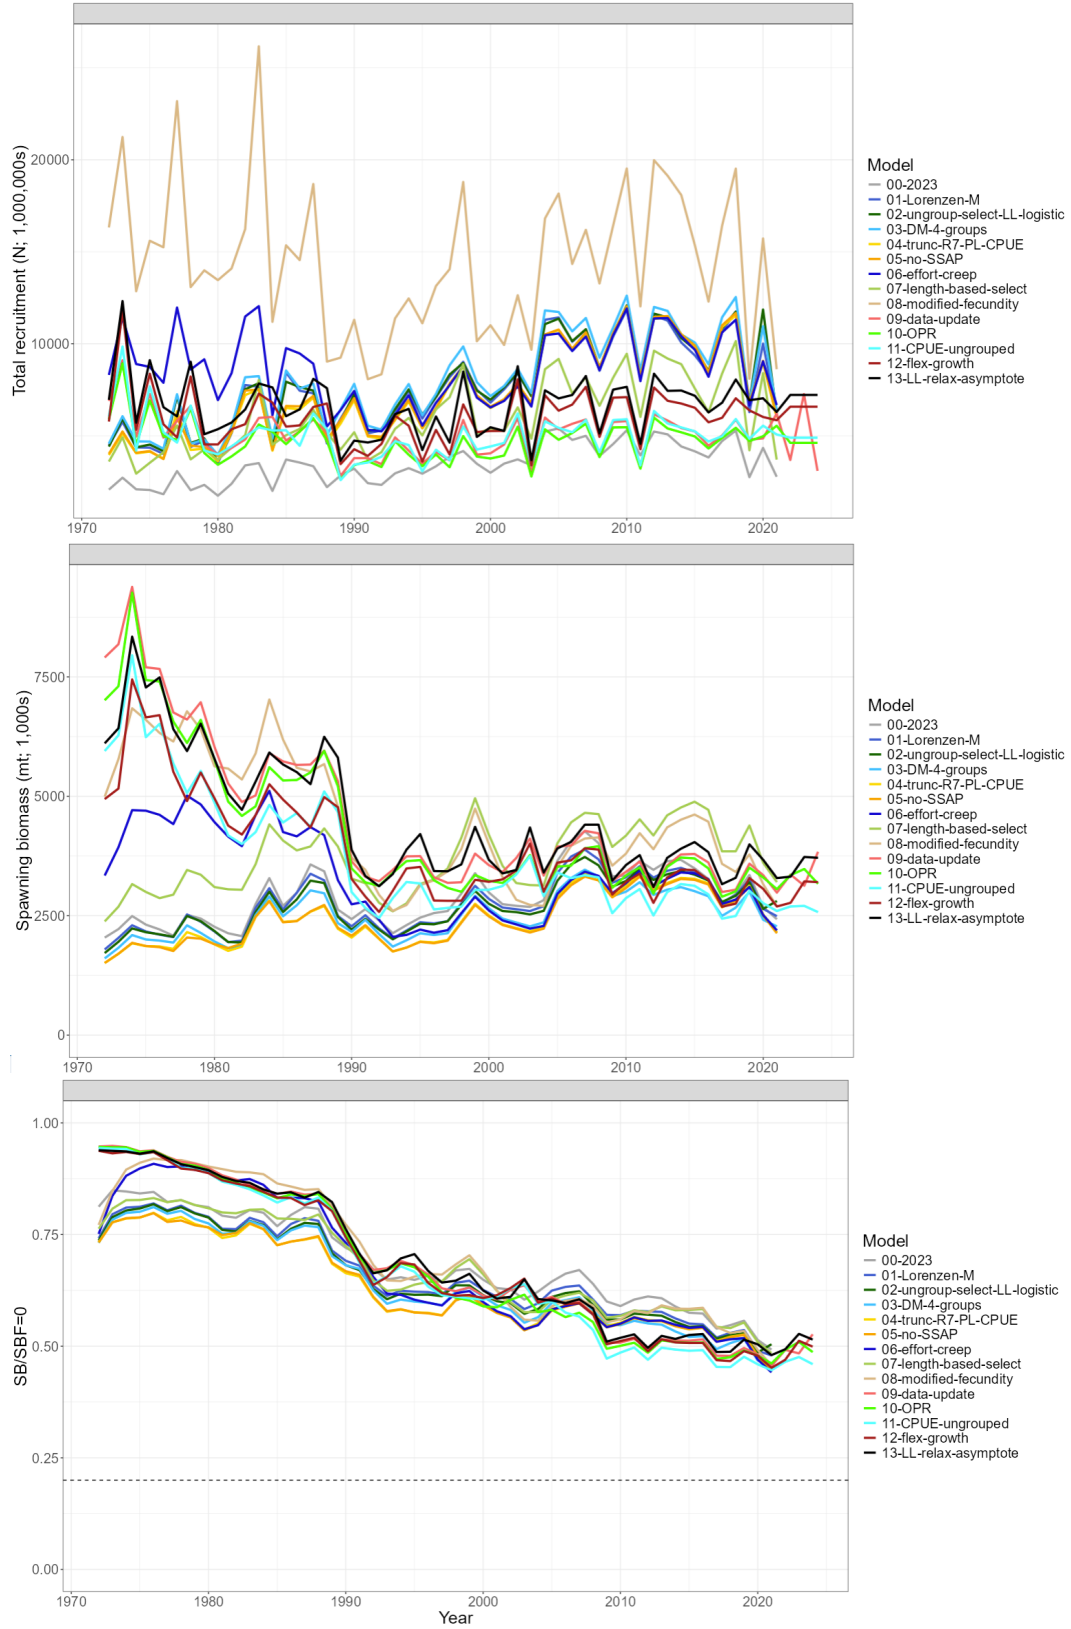 Total recruitment (N; 1,000,000s)
20000
10000
1970 1980 1990 2000 2010 2020
Model
00-2023
01-Lorenzen-M
02-ungroup-select-LL-logistic
03-DM-4-groups
04-trunc-R7-PL-CPUE
05-no-SSAP
06-effort-creep
07-length-based-select
08-modified-fecundity
09-data-update
10-OPR
11-CPUE-ungrouped
12-flex-growth
13-LL-relax-asymptote
Spawning biomass (mt; 1,000s)
7500
5000
2500
0
1970 1980 1990 2000 2010 2020
Model
00-2023
01-Lorenzen-M
02-ungroup-select-LL-logistic
03-DM-4-groups
04-trunc-R7-PL-CPUE
05-no-SSAP
06-effort-creep
07-length-based-select
08-modified-fecundity
09-data-update
10-OPR
11-CPUE-ungrouped
12-flex-growth
13-LL-relax-asymptote
SB/SBF=0
1.00
0.75
0.50
0.25
0.00
1970 1980 1990 2000 2010 2020
Year
Model
00-2023
01-Lorenzen-M
02-ungroup-select-LL-logistic
03-DM-4-groups
04-trunc-R7-PL-CPUE
05-no-SSAP
06-effort-creep
07-length-based-select
08-modified-fecundity
09-data-update
10-OPR
11-CPUE-ungrouped
12-flex-growth
13-LL-relax-asymptote